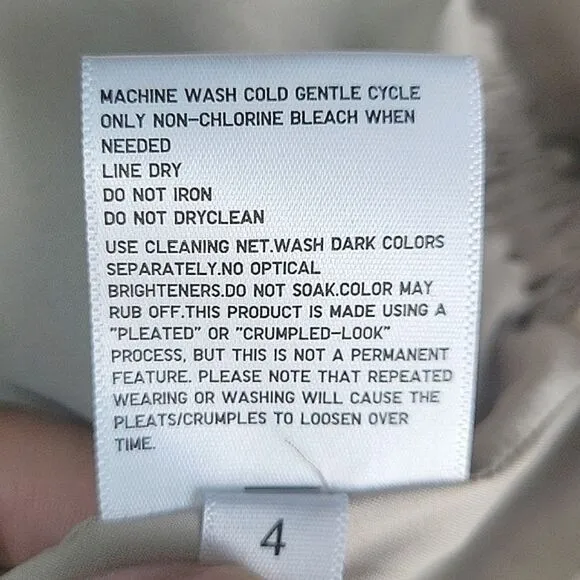 MACHINE WASH COLD GENTLE CYCLE
ONLY NON-CHLORINE BLEACH WHEN
NEEDED
LINE DRY
DO NOT IRON
DO NOT DRYCLEAN
USE CLEANING NET.WASH DARK COLORS
SEPARATELY.NO OPTICAL
BRIGHTENERS.DO NOT SOAK.COLOR MAY
RUB OFF.THIS PRODUCT IS MADE USING A
"PLEATED" OR "CRUMPLED-LOOK"
PROCESS, BUT THIS IS NOT A PERMANENT
FEATURE. PLEASE NOTE THAT REPEATED
WEARING OR WASHING WILL CAUSE THE
PLEATS/CRUMPLES TO LOOSEN OVER
TIME.
4